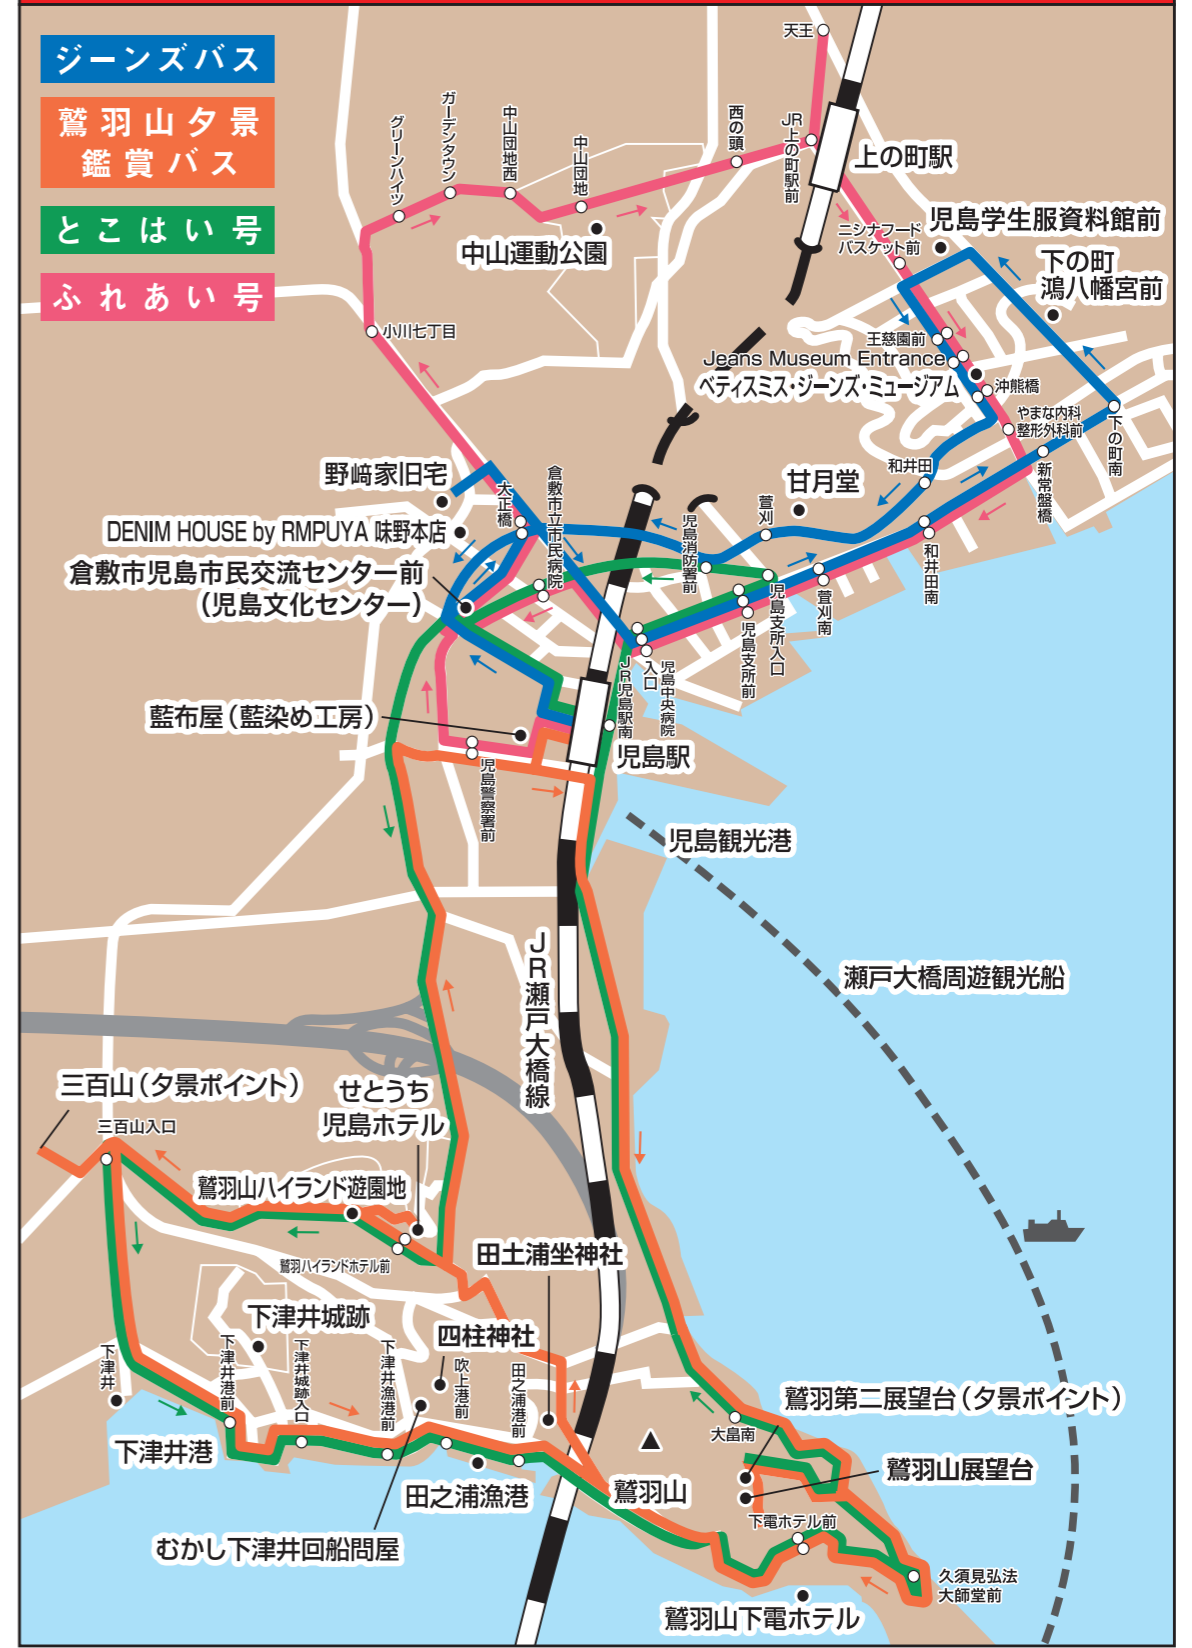 ジーンズバス
鷲羽山夕景
鑑賞バス
とこはい号
ふれあい号
天王
ガーデンタウン
グリーンハイツ
中山団地西
中山団地
西の頭
JR上の町駅前
上の町駅
中山運動公園
ニシナフード
バスケット前
児島学生服資料館前
下の町
鴻八幡宮前
小川七丁目
王慈園前
Jeans Museum Entrance
ベティスミス・ジーンズ・ミュージアム
沖熊橋
やまな内科
整形外科前
下の町南
新常盤橋
和井田
野﨑家旧宅
大正橋
倉敷市立市民病院
甘月堂
萱刈
児島消防署前
DENIM HOUSE by RMPUYA 味野本店
倉敷市児島市民交流センター前
（児島文化センター）
和井田南
萱刈南
児島支所入口
児島支所前
児島中央病院
入口
JR児島駅南
藍布屋（藍染め工房）
児島駅
児島警察署前
児島観光港
JR瀬戸大橋線
瀬戸大橋周遊観光船
三百山（夕景ポイント）
三百山入口
せとうち
児島ホテル
鷲羽山ハイランド遊園地
鷲羽ハイランドホテル前
田土浦坐神社
下津井城跡
四柱神社
下津井
下津井港前
下津井城跡入口
下津井漁港前
吹上港前
田之浦港前
鷲羽第二展望台（夕景ポイント）
大畠南
下津井港
田之浦漁港
鷲羽山
鷲羽山展望台
下電ホテル前
むかし下津井回船問屋
久須見弘法
大師堂前
鷲羽山下電ホテル